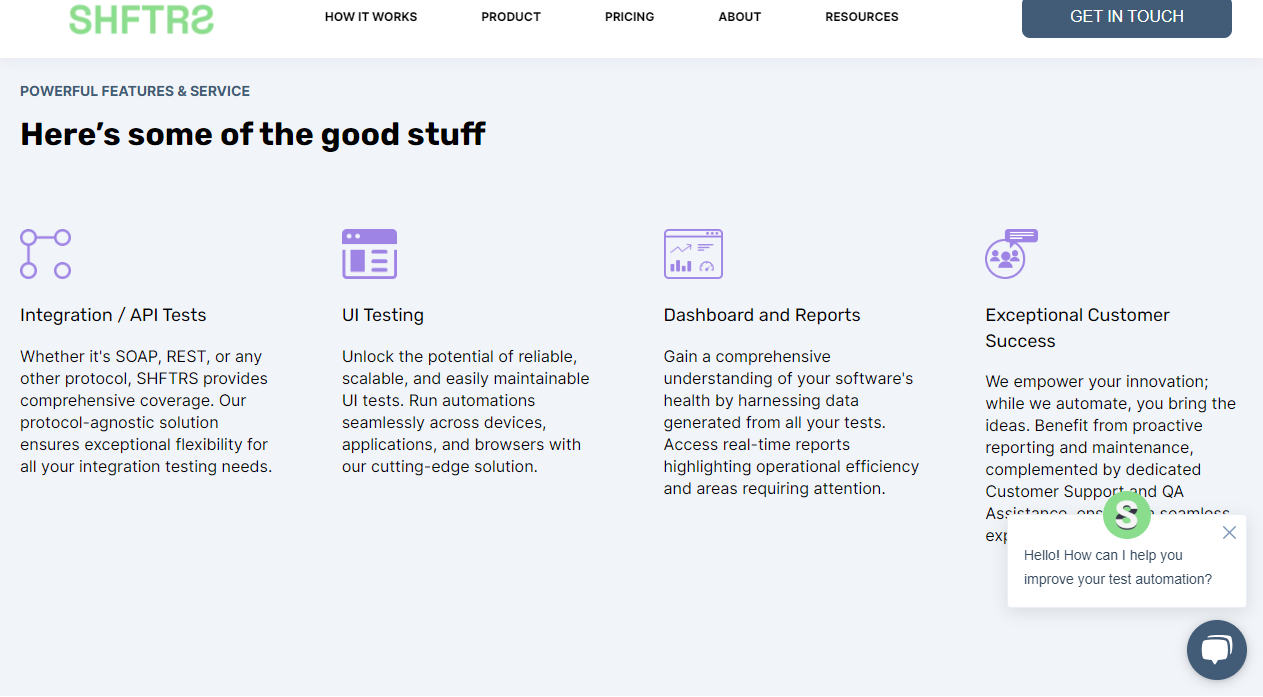 SHFTRS
HOW IT WORKS
PRODUCT
PRICING
ABOUT
RESOURCES
GET IN TOUCH
POWERFUL FEATURES & SERVICE
Here’s some of the good stuff
Integration / API Tests
Whether it's SOAP, REST, or any
other protocol, SHFTRS provides
comprehensive coverage. Our
protocol-agnostic solution
ensures exceptional flexibility for
all your integration testing needs.
UI Testing
Unlock the potential of reliable,
scalable, and easily maintainable
UI tests. Run automations
seamlessly across devices,
applications, and browsers with
our cutting-edge solution.
Dashboard and Reports
Gain a comprehensive
understanding of your software's
health by harnessing data
generated from all your tests.
Access real-time reports
highlighting operational efficiency
and areas requiring attention.
Exceptional Customer
Success
We empower your innovation;
while we automate, you bring the
ideas. Benefit from proactive
reporting and maintenance,
complemented by dedicated
Customer Support and QA
Assistance, seamless
S
Hello! How can I help you
improve your test automation?